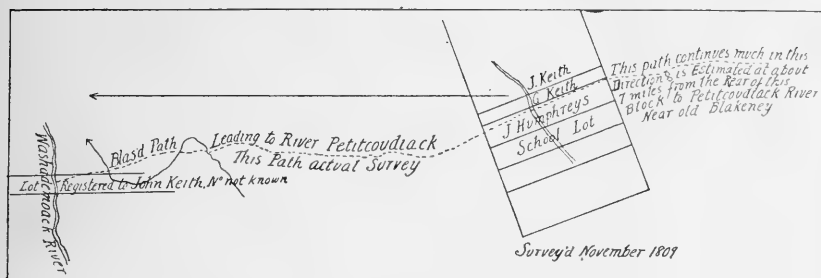 Washademoack River
Lot Registered to John Keith, Nº not known
Blas'd Path Leading to River Petitcoudiack
This Path actual Survey
J. Keith
G Keith
J Humphreys
School Lot
This path continues much in this
Direction & is Estimated at about
7 miles from the Rear of this
Block to Petitcoudiack River
Near old Blakeney
Survey'd November 1809